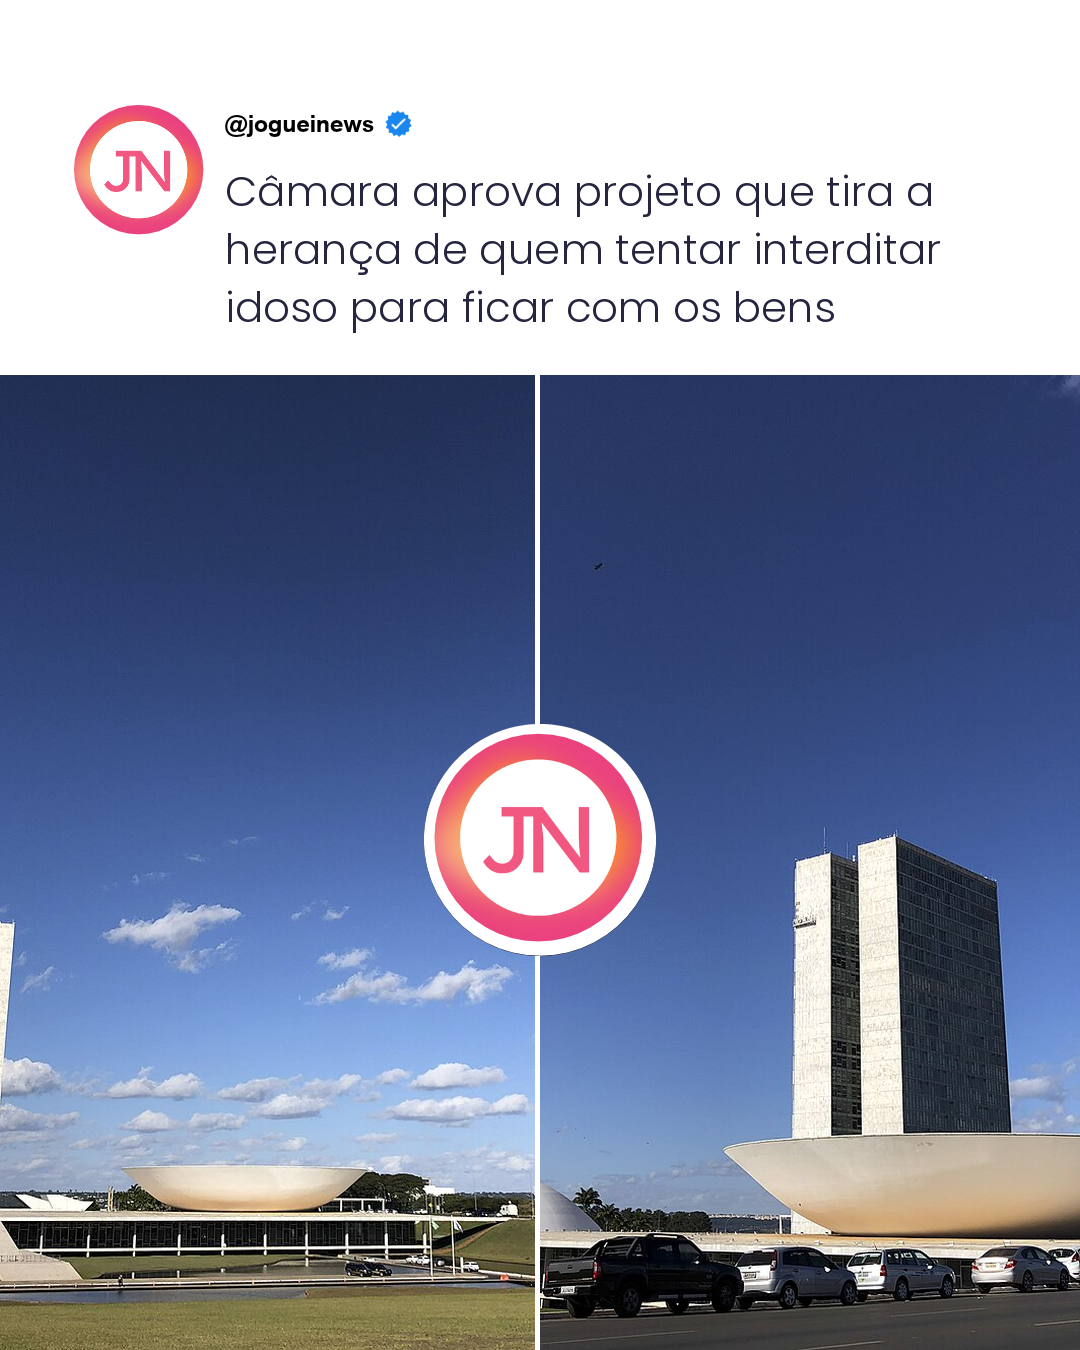 JN
@jogueinews
Câmara aprova projeto que tira a
herança de quem tentar interditar
idoso para ficar com os bens
JN